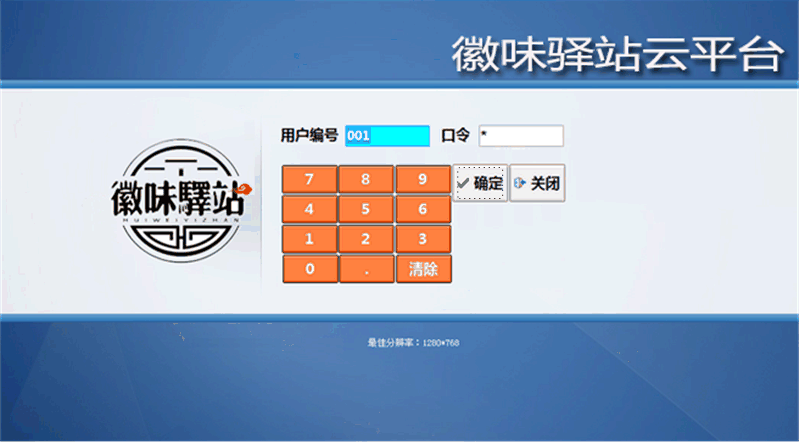 徽味驿站云平台
用户编号 001 口令 *
徽味驛站
HUIWEIYIZHAN
7 8 9 确定 关闭
4 5 6
1 2 3
0 . 清除
最佳分辨率：1280*768